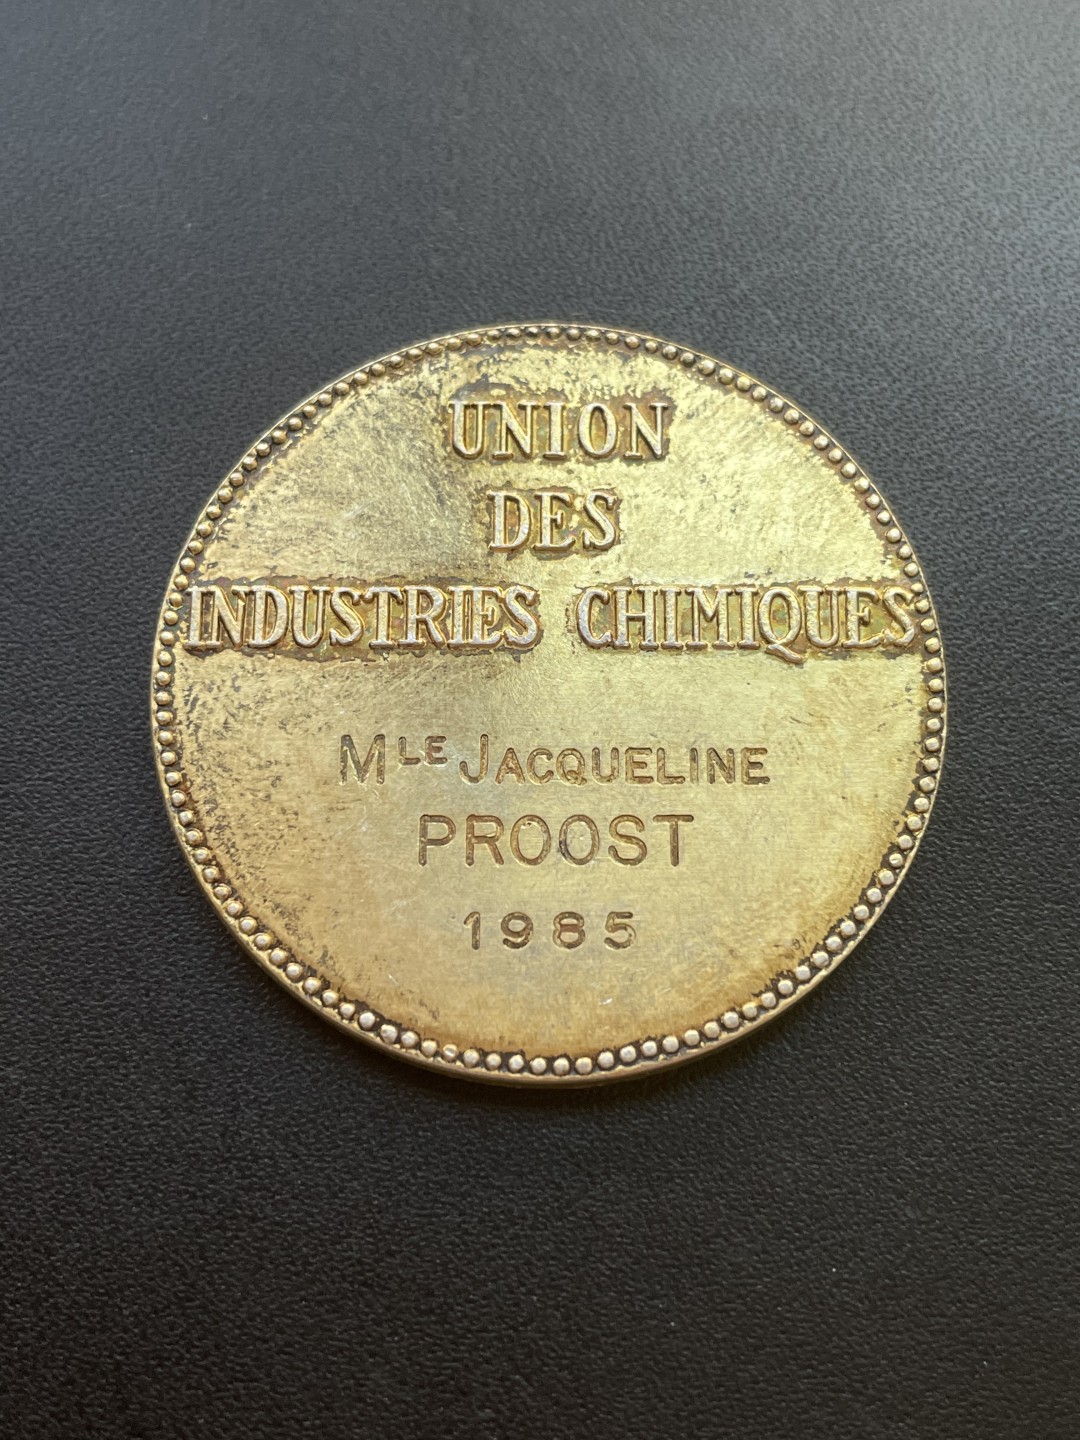 UNION
DES
INDUSTRIES CHIMIQUES
MLE JACQUELINE
PROOST
1985